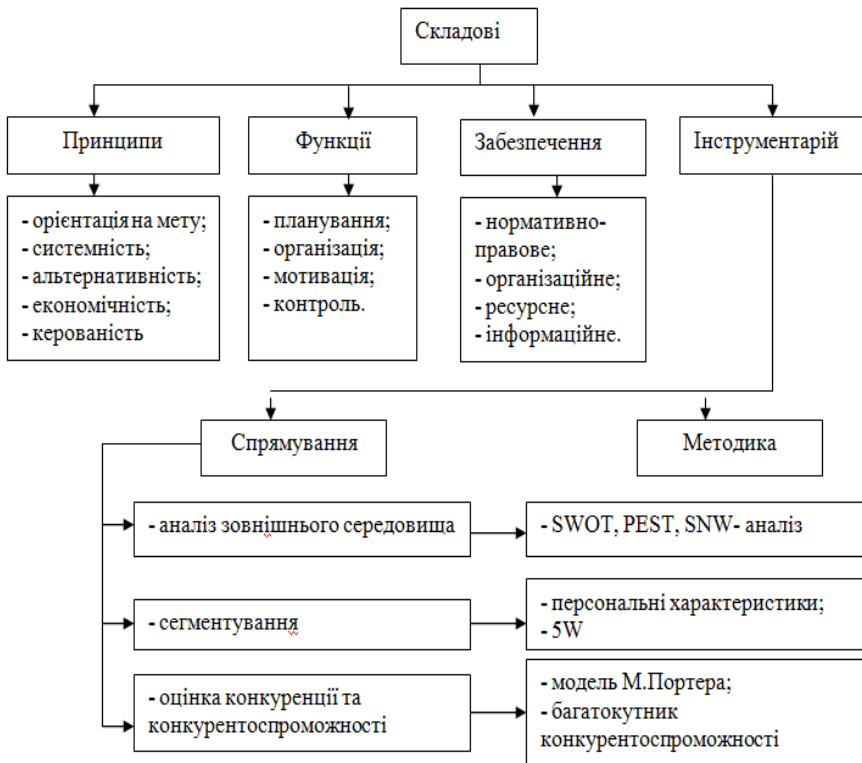 Складові
Принципи
Функції
Забезпечення
Інструментарій
- орієнтація на мету;
- системність;
- альтернативність;
- економічність;
- керованість
- планування;
- організація;
- мотивація;
- контроль.
- нормативно-
правове;
- організаційне;
- ресурсне;
- інформаційне.
Спрямування
Методика
- аналіз зовнішнього середовища
- SWOT, PEST, SNW- аналіз
- сегментування
- персональні характеристики;
- 5W
- оцінка конкуренції та
конкурентоспроможності
- модель М.Портера;
- багатокутник
конкурентоспроможності